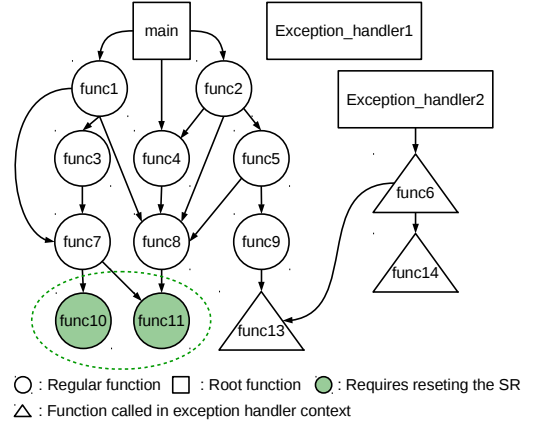 main
Exception_handler1
func1
func2
Exception_handler2
func3
func4
func5
func6
func7
func8
func9
func14
func10
func11
func13
: Regular function : Root function : Requires reseting the SR
: Function called in exception handler context